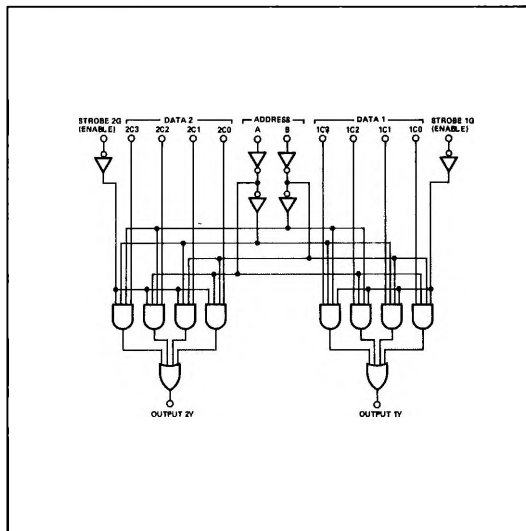 STROBE 2G DATA 2 ADDRESS DATA 1 STROBE 1G
(ENABLE) 2C3 2C2 2C1 2C0 A B 1C3 1C2 1C1 1C0 (ENABLE)
OUTPUT 2Y OUTPUT 1Y